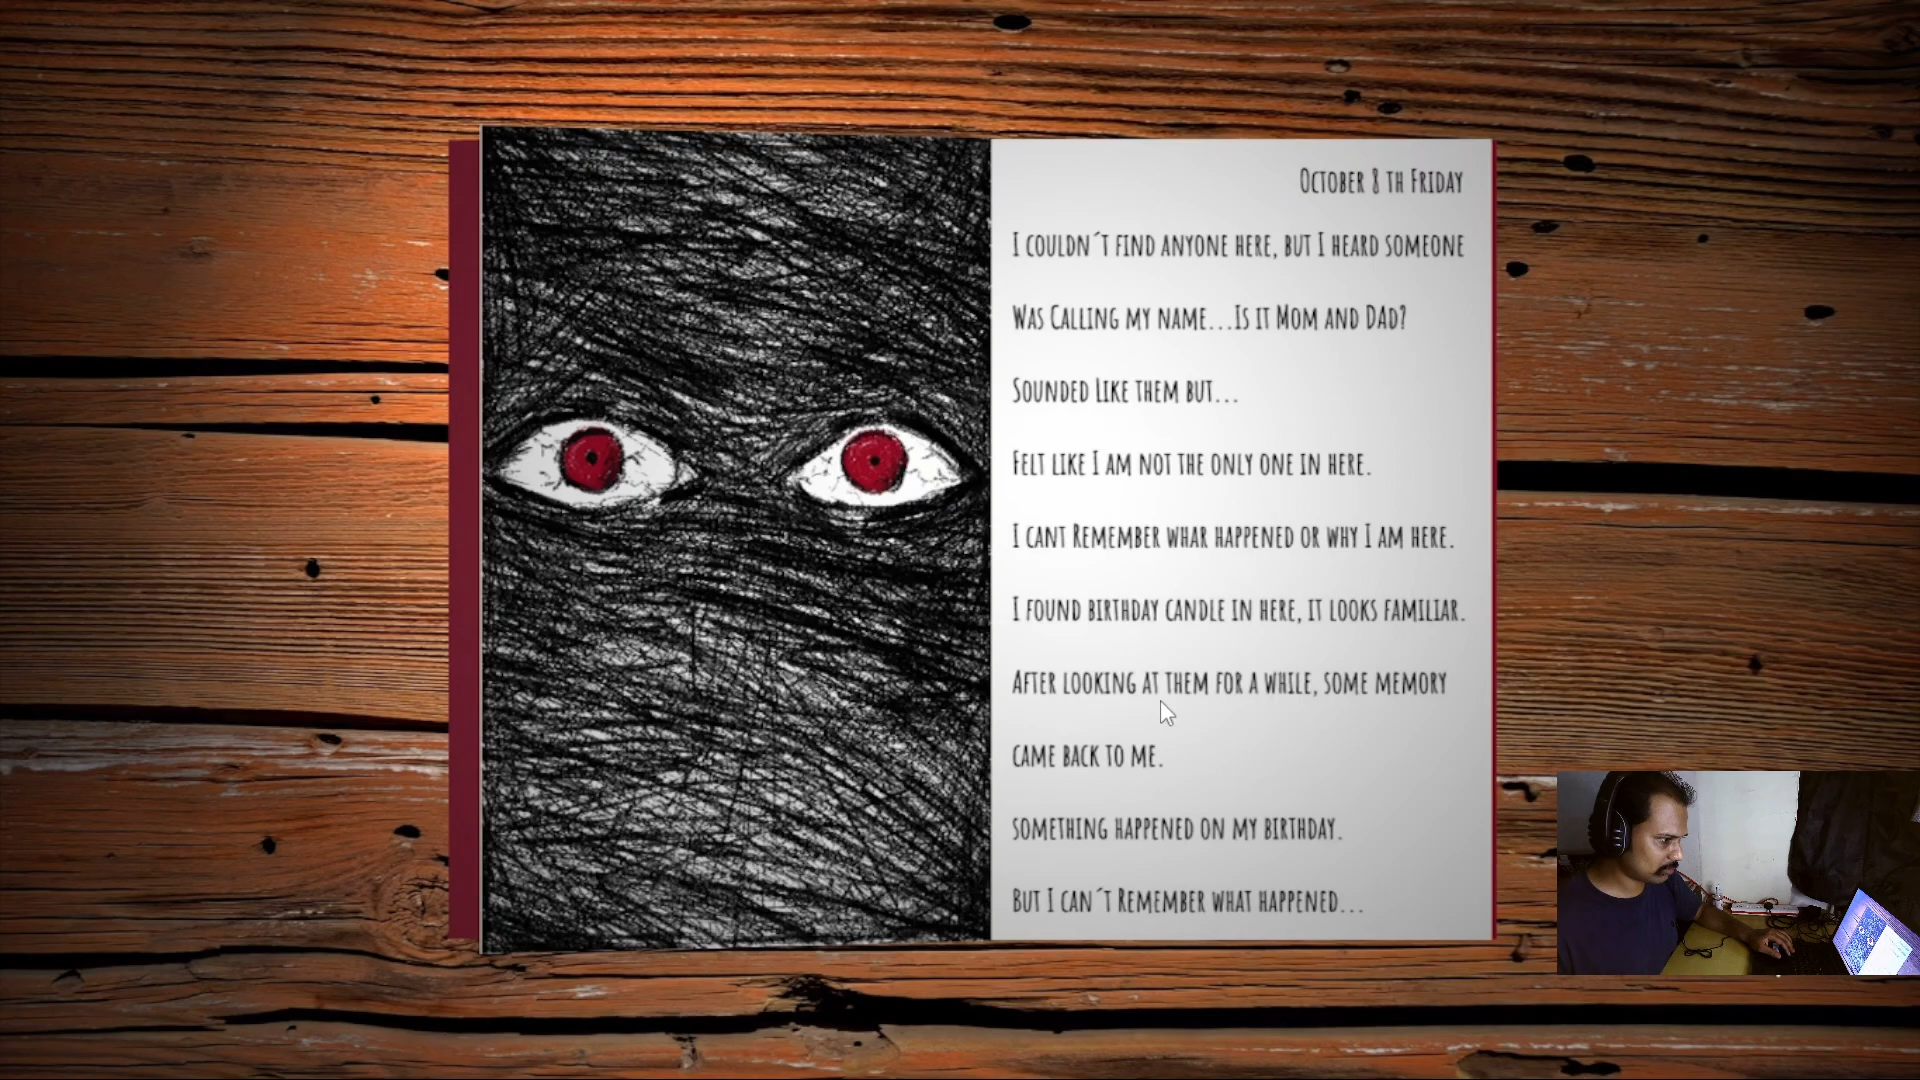 October 8 th Friday
I couldn´t find anyone here, but I heard someone
Was Calling my name...Is it Mom and Dad?
Sounded Like them but...
Felt like I am not the only one in here.
I cant Remember whar happened or why I am here.
I found birthday candle in here, it looks familiar.
After looking at them for a while, some memory
came back to me.
something happened on my birthday.
But I can´t Remember what happened...